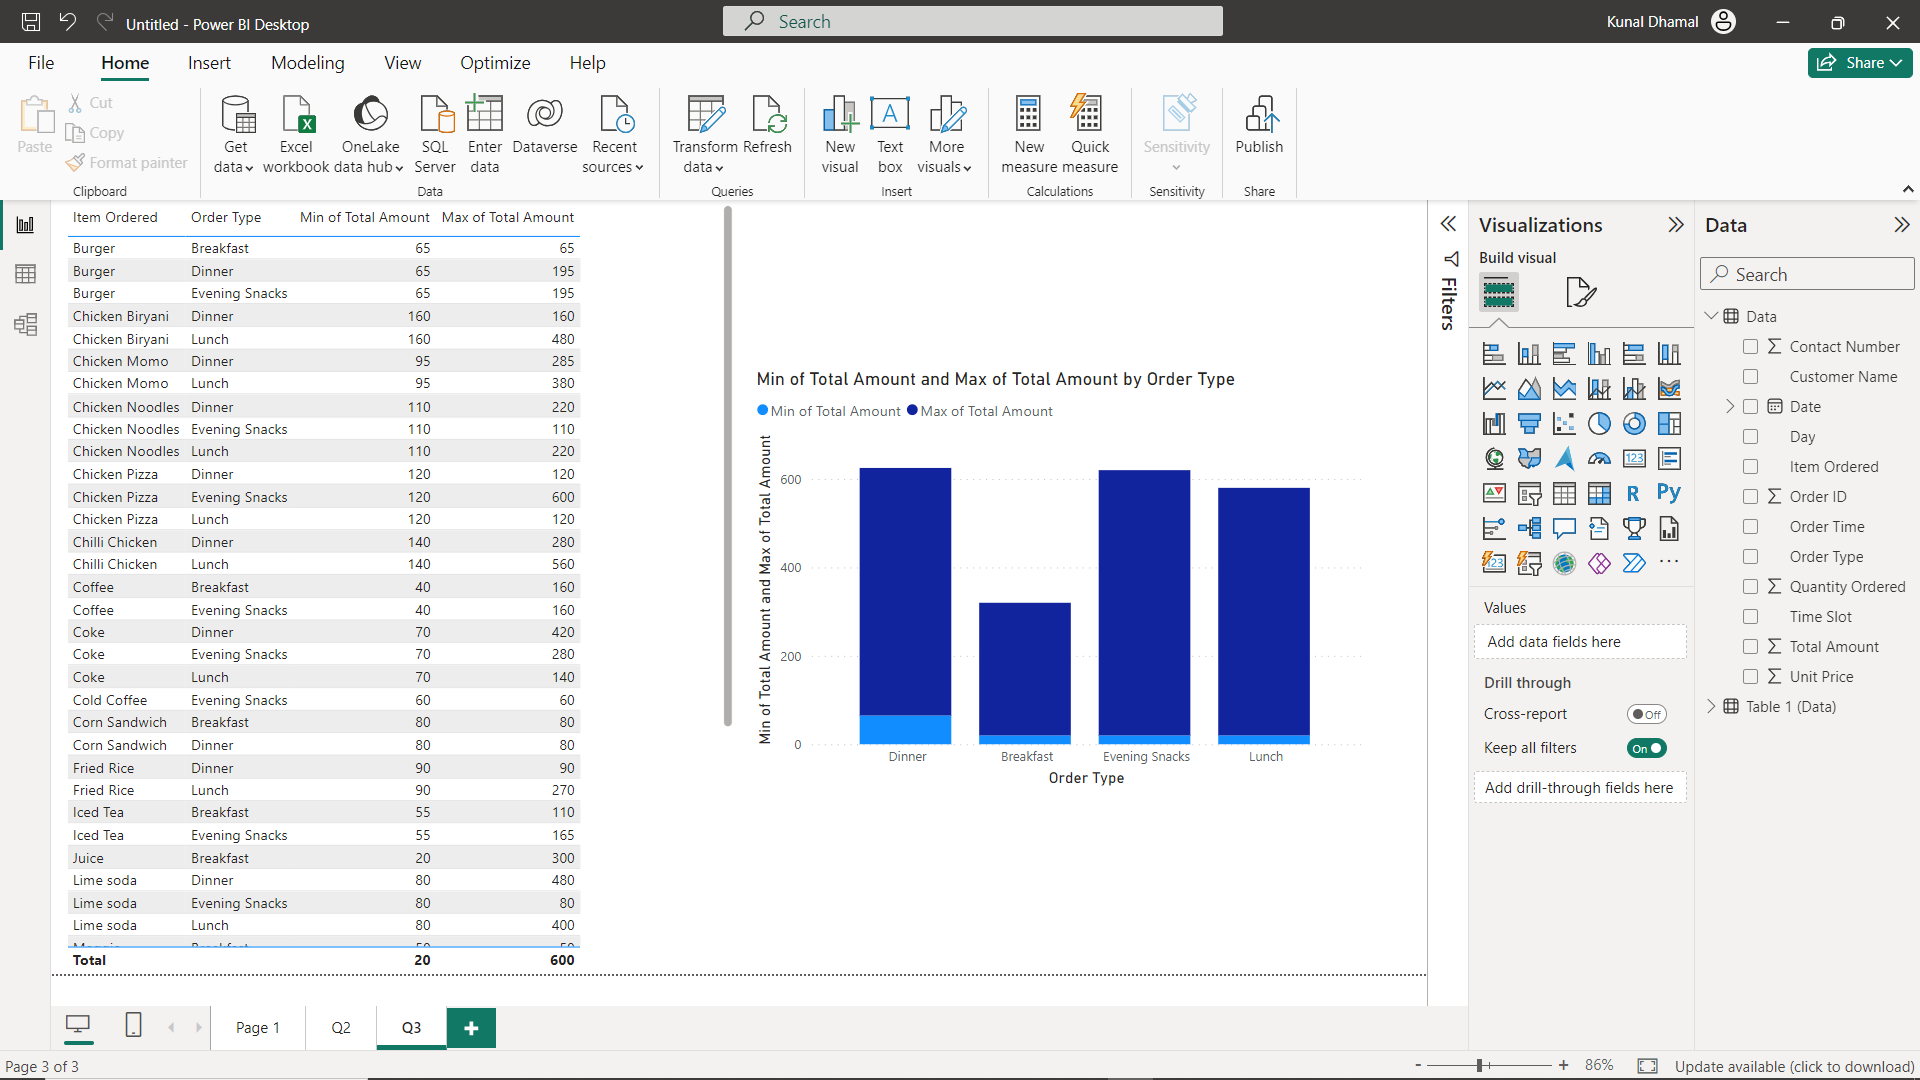 Untitled - Power BI Desktop
Search
Kunal Dhamal
File Home Insert Modeling View Optimize Help
Share
Paste
Cut
Copy
Format painter
Clipboard
Get data
Excel workbook
OneLake data hub
SQL Server
Enter data
Dataverse
Recent sources
Data
Transform data
Refresh
Queries
New visual
Text box
More visuals
Insert
New measure
Quick measure
Calculations
Sensitivity
Sensitivity
Publish
Share
Item Ordered Order Type Min of Total Amount Max of Total Amount
Burger Breakfast 65 65
Burger Dinner 65 195
Burger Evening Snacks 65 195
Chicken Biryani Dinner 160 160
Chicken Biryani Lunch 160 480
Chicken Momo Dinner 95 285
Chicken Momo Lunch 95 380
Chicken Noodles Dinner 110 220
Chicken Noodles Evening Snacks 110 110
Chicken Noodles Lunch 110 220
Chicken Pizza Dinner 120 120
Chicken Pizza Evening Snacks 120 600
Chicken Pizza Lunch 120 120
Chilli Chicken Dinner 140 280
Chilli Chicken Lunch 140 560
Coffee Breakfast 40 160
Coffee Evening Snacks 40 160
Coke Dinner 70 420
Coke Evening Snacks 70 280
Coke Lunch 70 140
Cold Coffee Evening Snacks 60 60
Corn Sandwich Breakfast 80 80
Corn Sandwich Dinner 80 80
Fried Rice Dinner 90 90
Fried Rice Lunch 90 270
Iced Tea Breakfast 55 110
Iced Tea Evening Snacks 55 165
Juice Breakfast 20 300
Lime soda Dinner 80 480
Lime soda Evening Snacks 80 80
Lime soda Lunch 80 400
Total 20 600
Min of Total Amount and Max of Total Amount by Order Type
Min of Total Amount Max of Total Amount
Min of Total Amount and Max of Total Amount
600
400
200
0
Dinner Breakfast Evening Snacks Lunch
Order Type
Filters
Visualizations
Build visual
123
R
Py
123
Values
Add data fields here
Drill through
Cross-report Off
Keep all filters On
Add drill-through fields here
Data
Search
Data
Contact Number
Customer Name
Date
Day
Item Ordered
Order ID
Order Time
Order Type
Quantity Ordered
Time Slot
Total Amount
Unit Price
Table 1 (Data)
Page 1 Q2 Q3 +
Page 3 of 3
- + 86%
Update available (click to download)